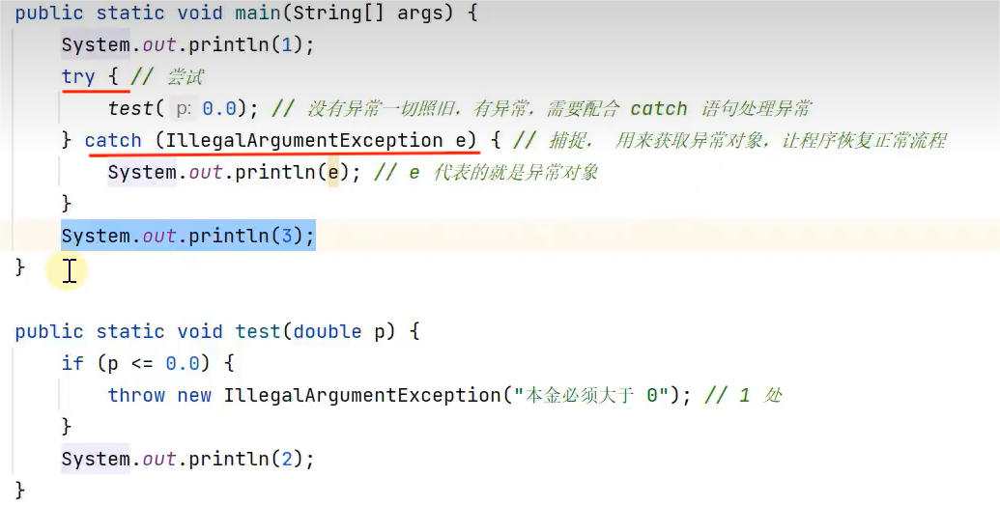 public static void main(String[] args) {
System.out.println(1);
try { // 尝试
test( p: 0.0); // 没有异常一切照旧，有异常，需要配合 catch 语句处理异常
} catch (IllegalArgumentException e) { // 捕捉， 用来获取异常对象，让程序恢复正常流程
System.out.println(e); // e 代表的就是异常对象
}
System.out.println(3);
}
public static void test(double p) {
if (p <= 0.0) {
throw new IllegalArgumentException("本金必须大于 0"); // 1 处
}
System.out.println(2);
}